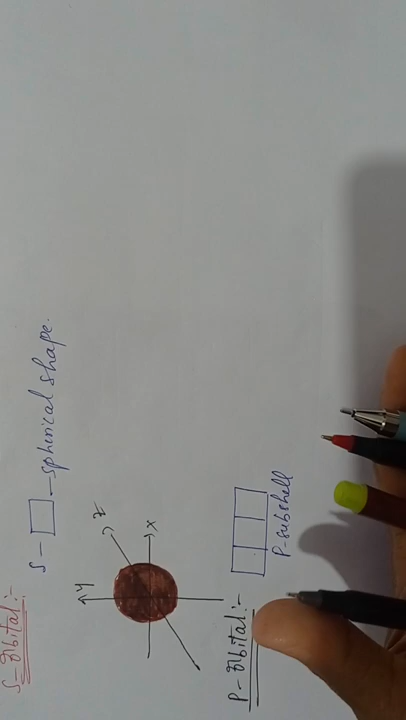 S-Orbital:-
S-□-spherical shape.
Y
Z
X
P-Orbital:-
P-subshell